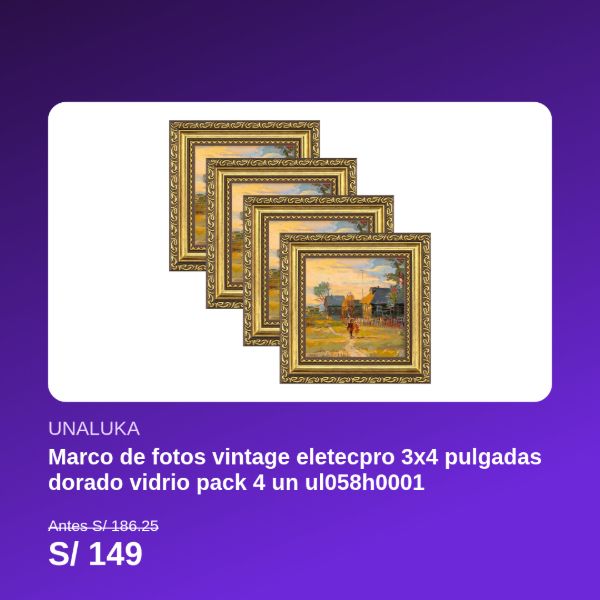 UNALUKA
Marco de fotos vintage eletecpro 3x4 pulgadas
dorado vidrio pack 4 un ul058h0001
Antes S/ 186.25
S/ 149